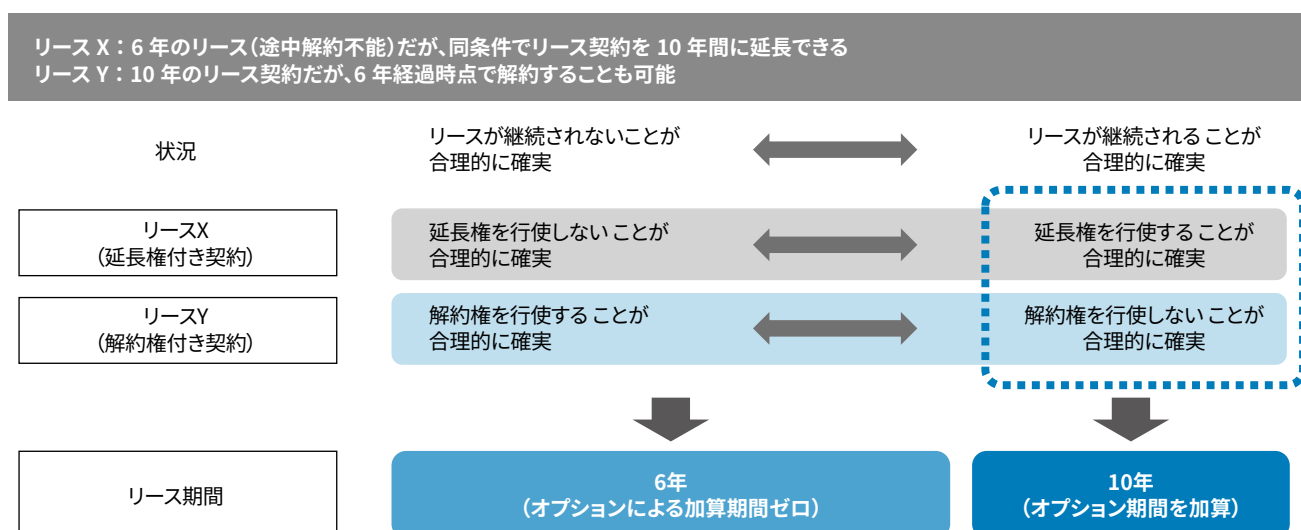 リース X：6 年のリース（途中解約不能）だが、同条件でリース契約を 10 年間に延長できる
リース Y：10 年のリース契約だが、6 年経過時点で解約することも可能
状況
リースが継続されないことが
合理的に確実
リースが継続されることが
合理的に確実
リースX
（延長権付き契約）
延長権を行使しないことが
合理的に確実
延長権を行使することが
合理的に確実
リースY
（解約権付き契約）
解約権を行使することが
合理的に確実
解約権を行使しないことが
合理的に確実
リース期間
6年
（オプションによる加算期間ゼロ）
10年
（オプション期間を加算）